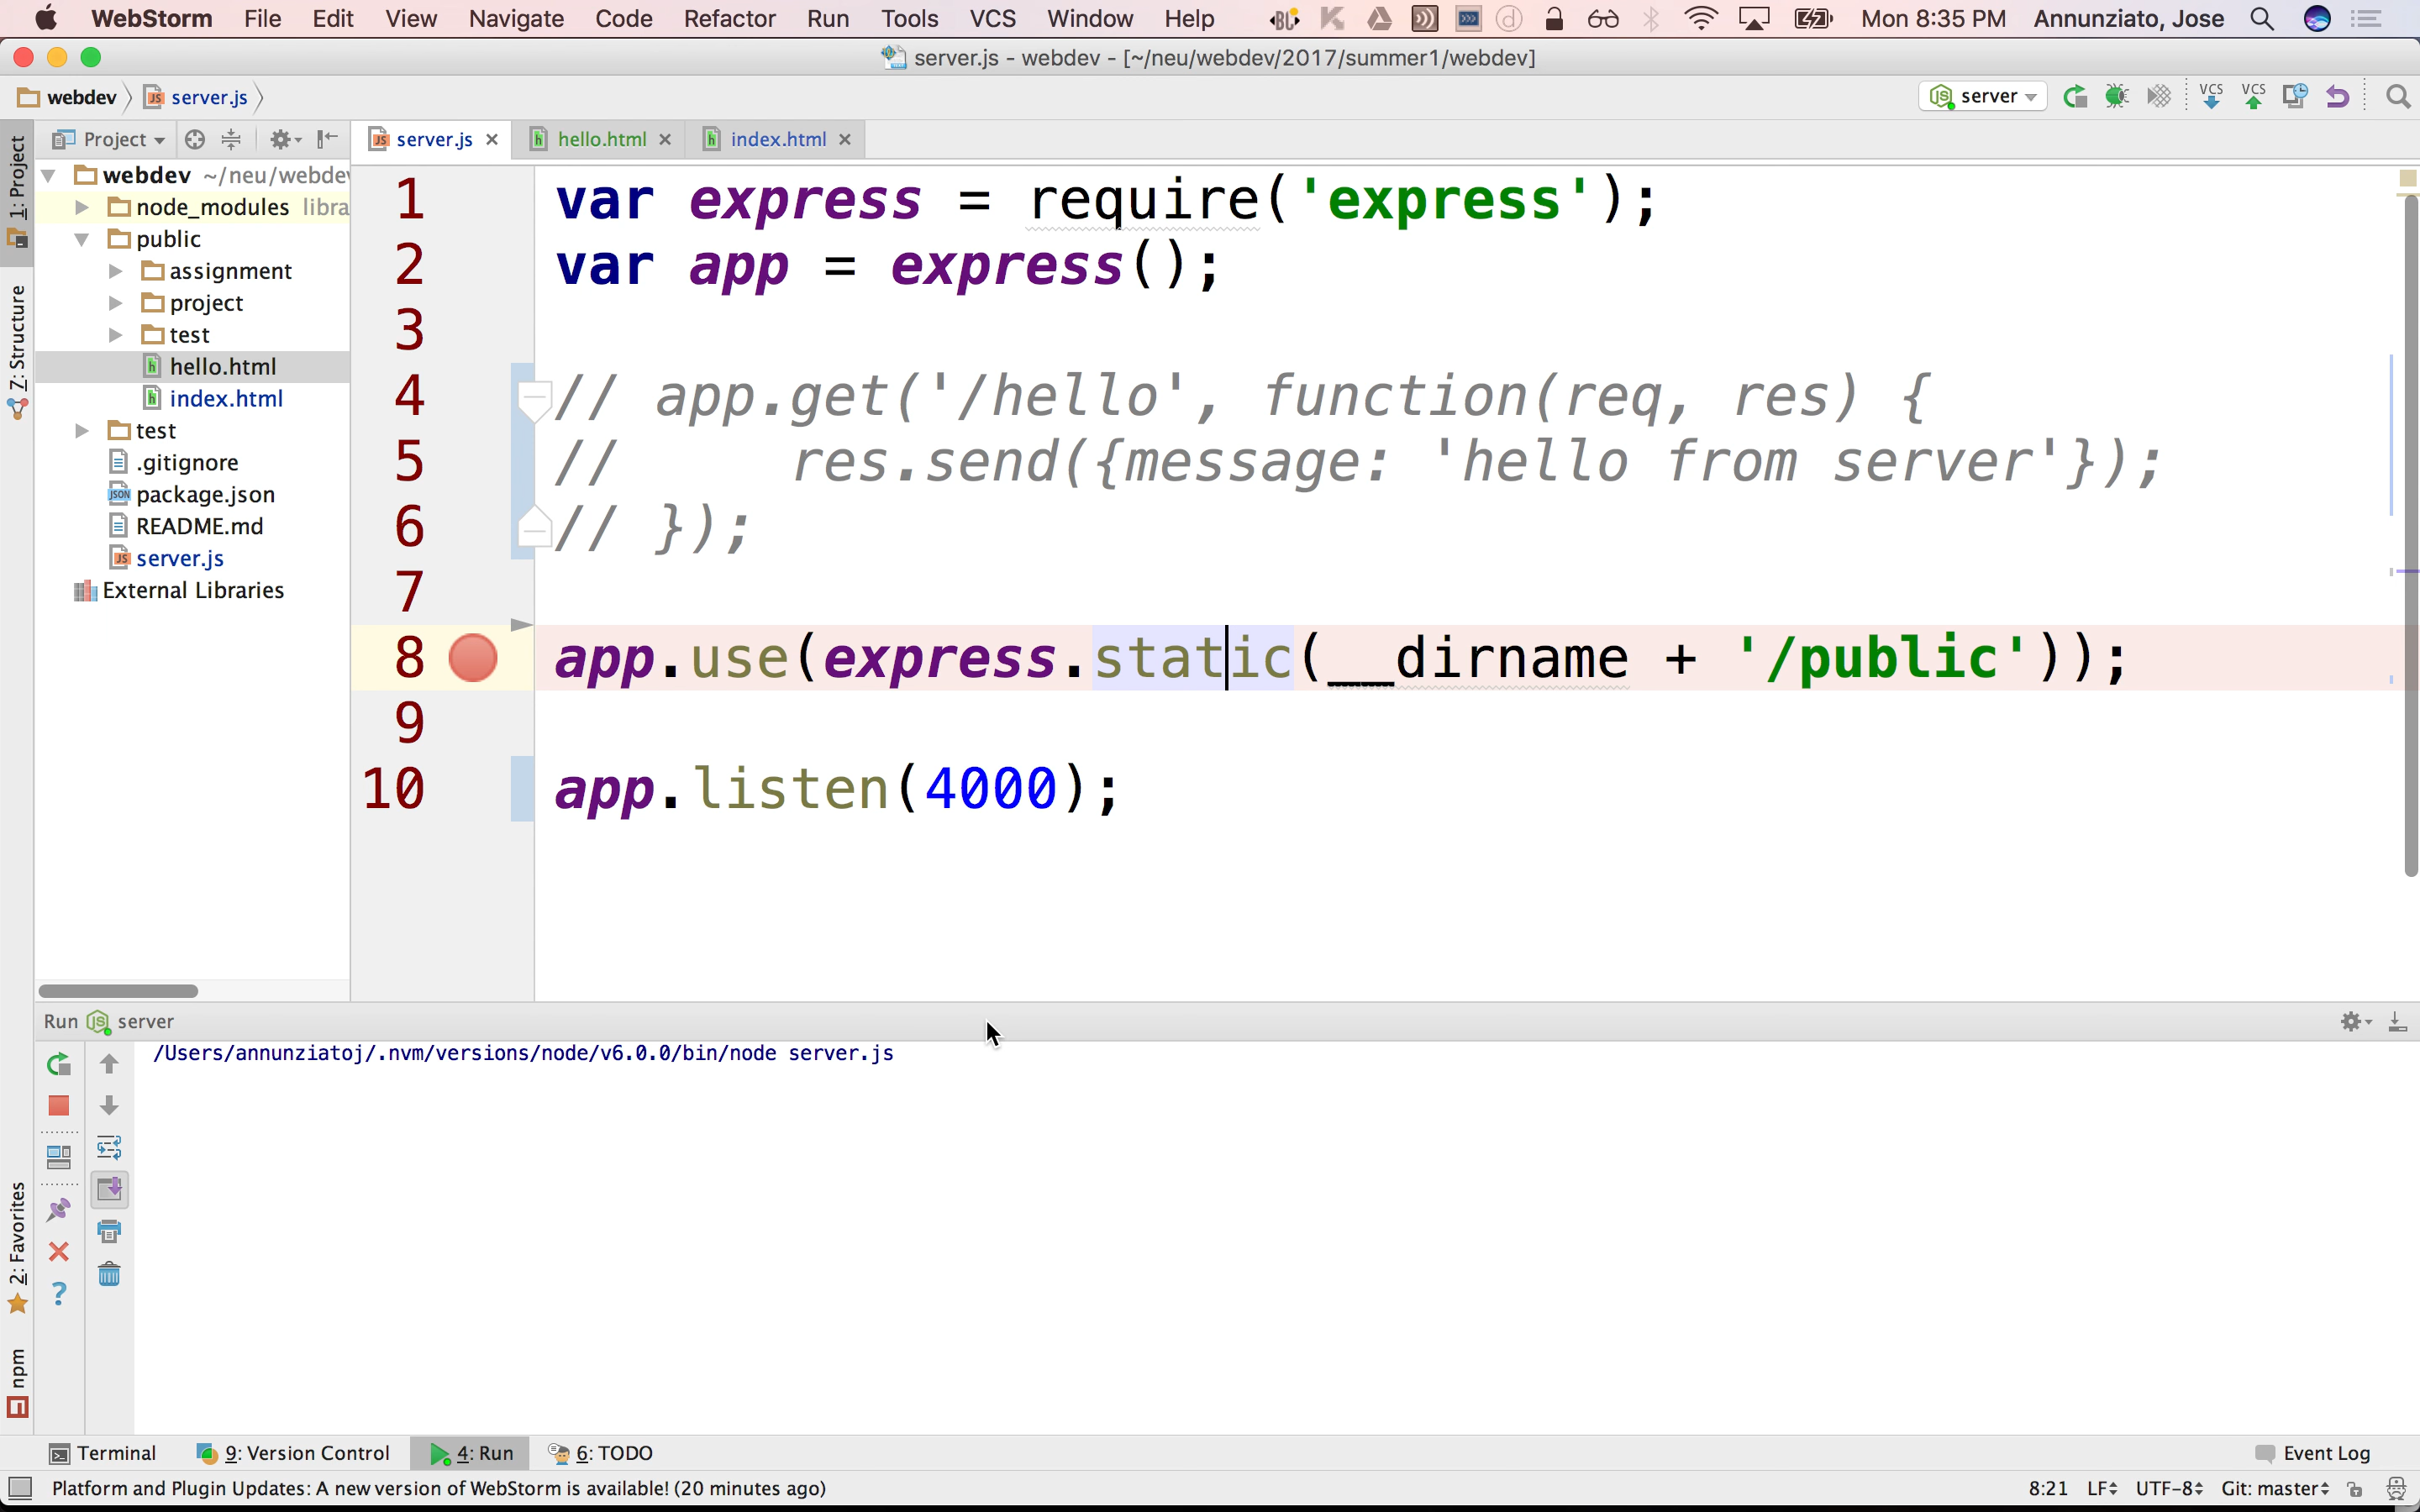 WebStorm File Edit View Navigate Code Refactor Run Tools VCS Window Help Mon 8:35 PM Annunziato, Jose
server.js - webdev - [~/neu/webdev/2017/summer1/webdev]
webdev server.js server VCS VCS
Project server.js hello.html index.html
1: Project
7: Structure
2: Favorites
npm
webdev ~/neu/webdev
node_modules libra
public
assignment
project
test
hello.html
index.html
test
.gitignore
package.json
README.md
server.js
External Libraries
1 var express = require('express');
2 var app = express();
3
4 // app.get('/hello', function(req, res) {
5 //     res.send({message: 'hello from server'});
6 // });
7
8 app.use(express.static(__dirname + '/public'));
9
10 app.listen(4000);
Run server
/Users/annunziatoj/.nvm/versions/node/v6.0.0/bin/node server.js
Terminal 9: Version Control 4: Run 6: TODO Event Log
Platform and Plugin Updates: A new version of WebStorm is available! (20 minutes ago) 8:21 LF UTF-8 Git: master